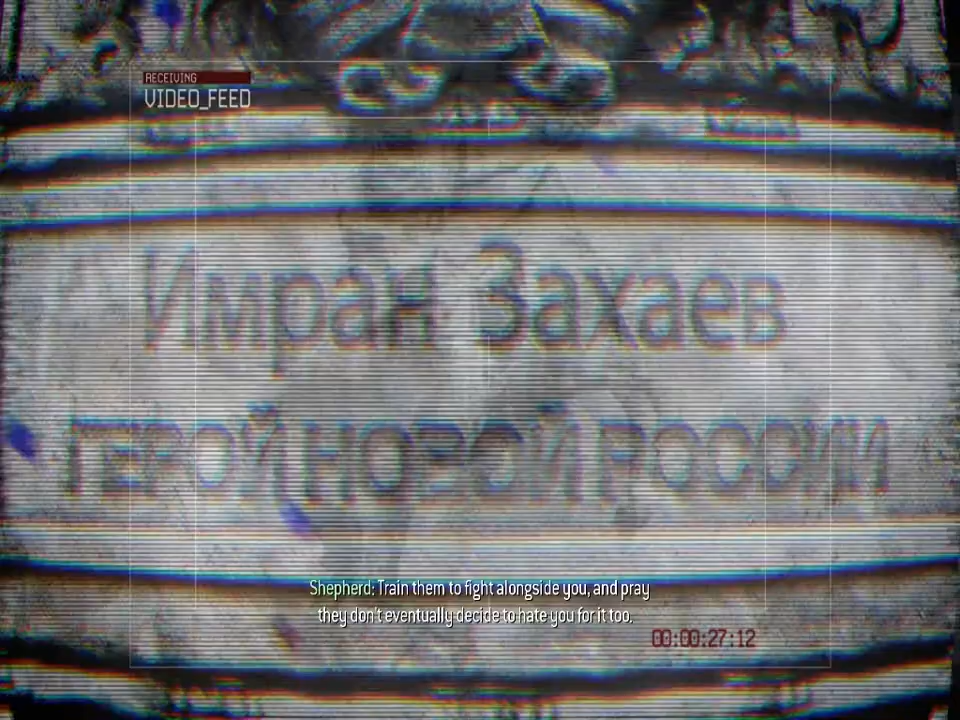 RECEIVING
VIDEO_FEED
Имран Захаев
ГЕРОЙ НОВОЙ РОССИИ
Shepherd: Train them to fight alongside you, and pray
they don't eventually decide to hate you for it too.
00:00:27:12